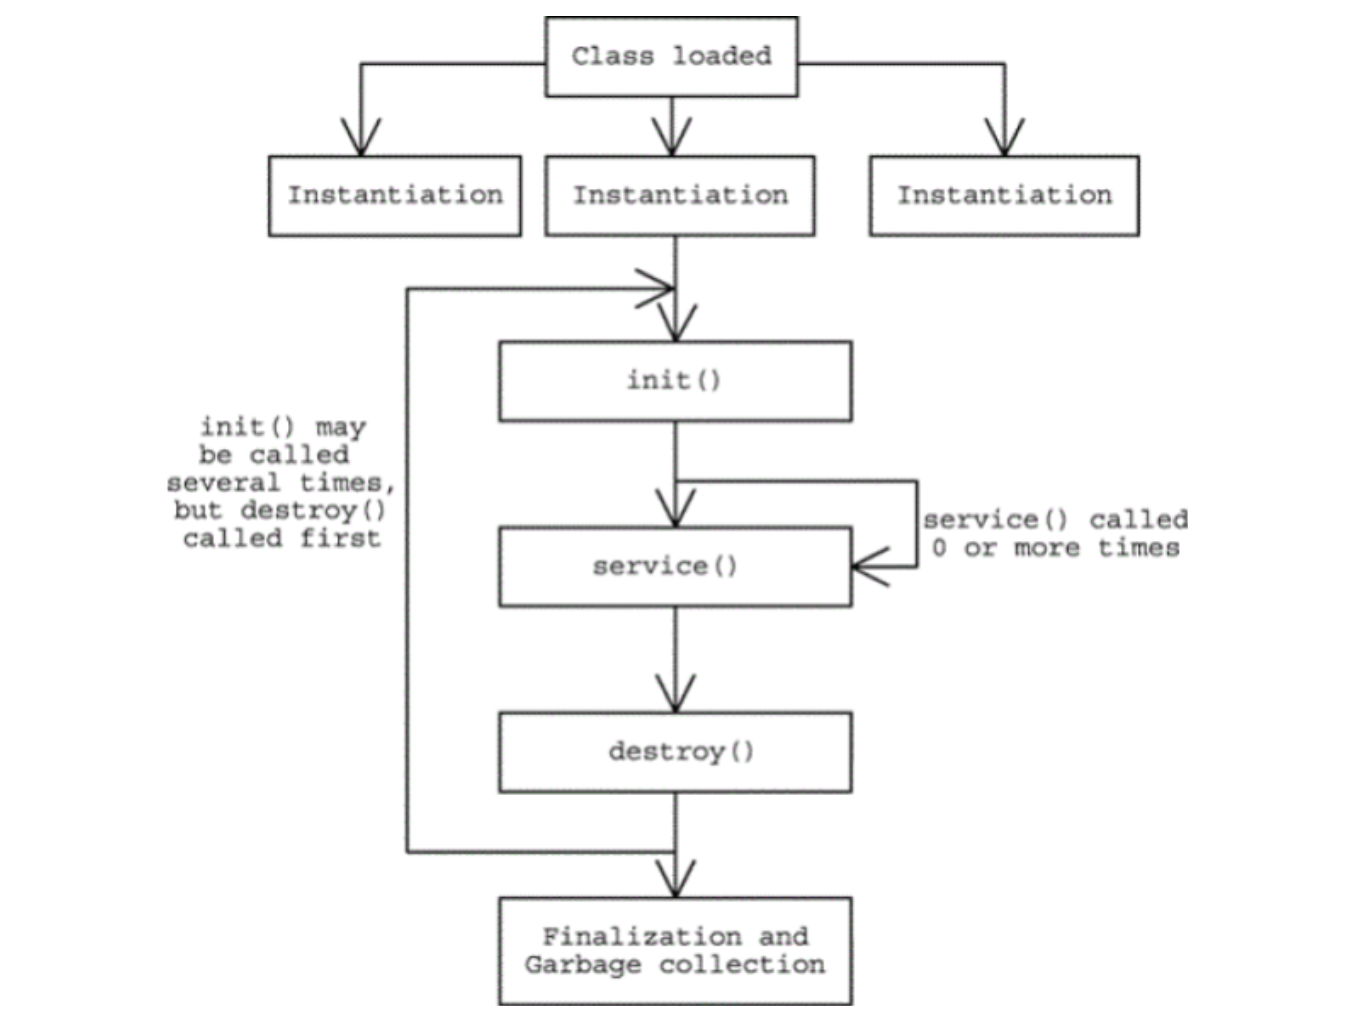 Class loaded
Instantiation
Instantiation
Instantiation
init()
init() may
be called
several times,
but destroy()
called first
service() called
0 or more times
service()
destroy()
Finalization and
Garbage collection